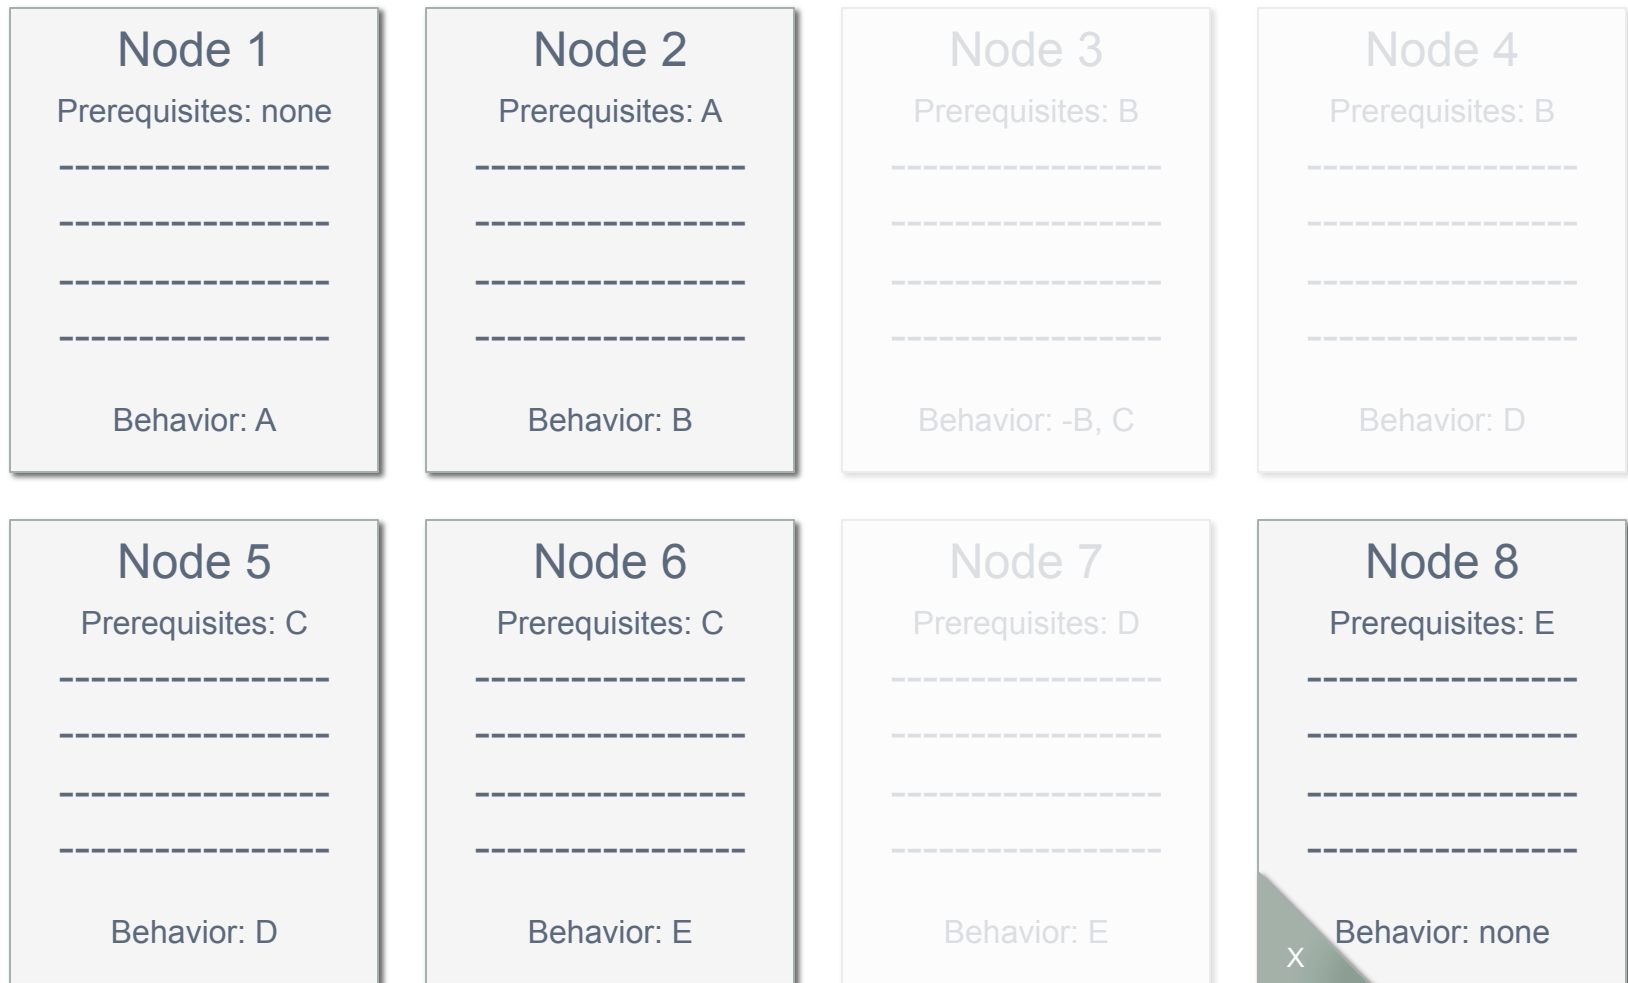 Node 1
Prerequisites: none
-----------------
-----------------
-----------------
-----------------
Behavior: A
Node 2
Prerequisites: A
-----------------
-----------------
-----------------
-----------------
Behavior: B
Node 3
Prerequisites: B
-----------------
-----------------
-----------------
-----------------
Behavior: -B, C
Node 4
Prerequisites: B
-----------------
-----------------
-----------------
-----------------
Behavior: D
Node 5
Prerequisites: C
-----------------
-----------------
-----------------
-----------------
Behavior: D
Node 6
Prerequisites: C
-----------------
-----------------
-----------------
-----------------
Behavior: E
Node 7
Prerequisites: D
-----------------
-----------------
-----------------
-----------------
Behavior: E
Node 8
Prerequisites: E
-----------------
-----------------
-----------------
-----------------
Behavior: none
X